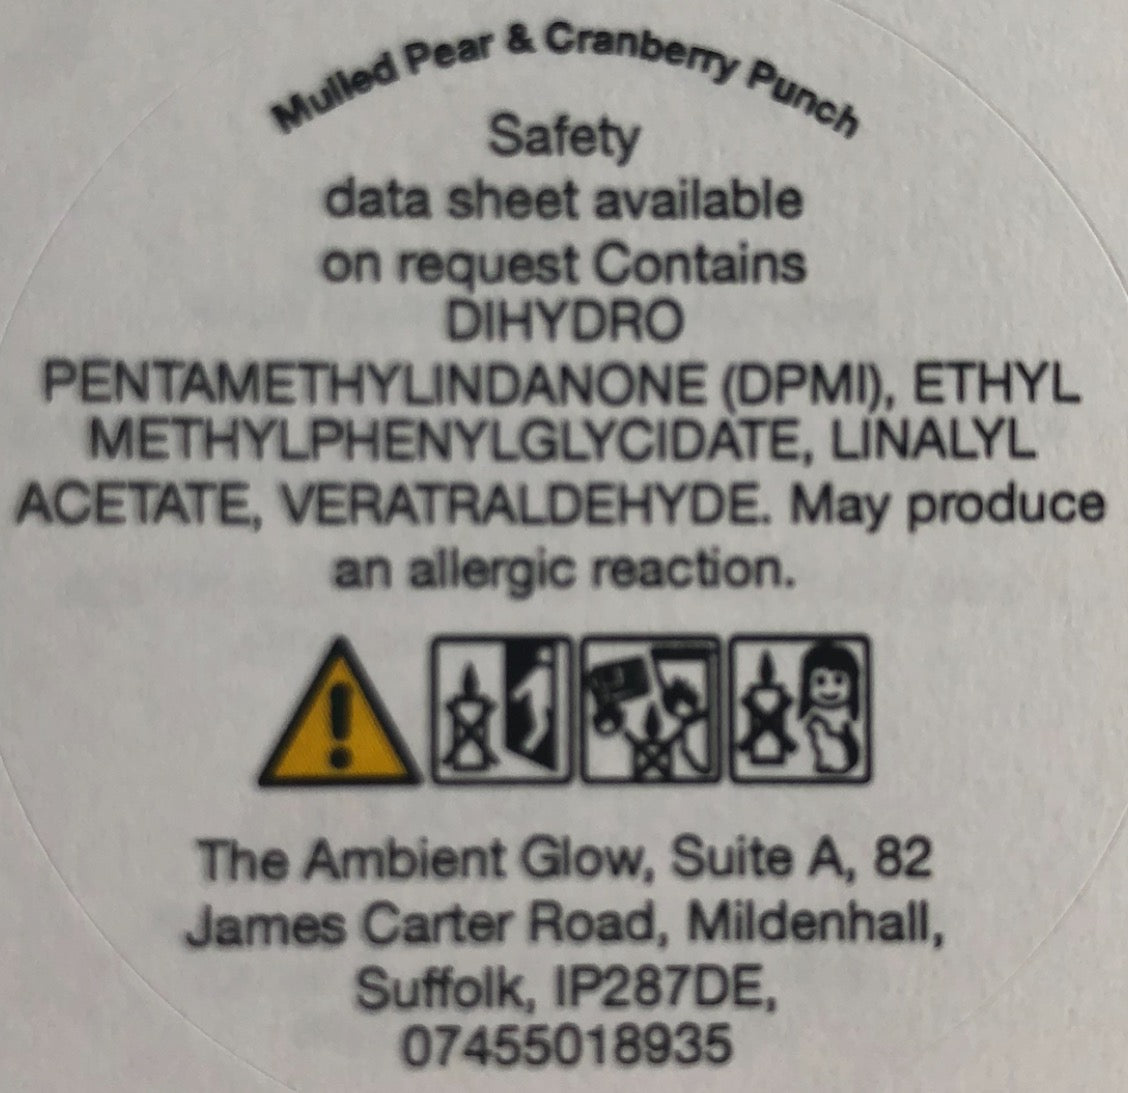 Mulled Pear & Cranberry Punch
Safety
data sheet available
on request Contains
DIHYDRO
PENTAMETHYLINDANONE (DPMI), ETHYL
METHYLPHENYLGLYCIDATE, LINALYL
ACETATE, VERATRALDEHYDE. May produce
an allergic reaction.
The Ambient Glow, Suite A, 82
James Carter Road, Mildenhall,
Suffolk, IP287DE,
07455018935